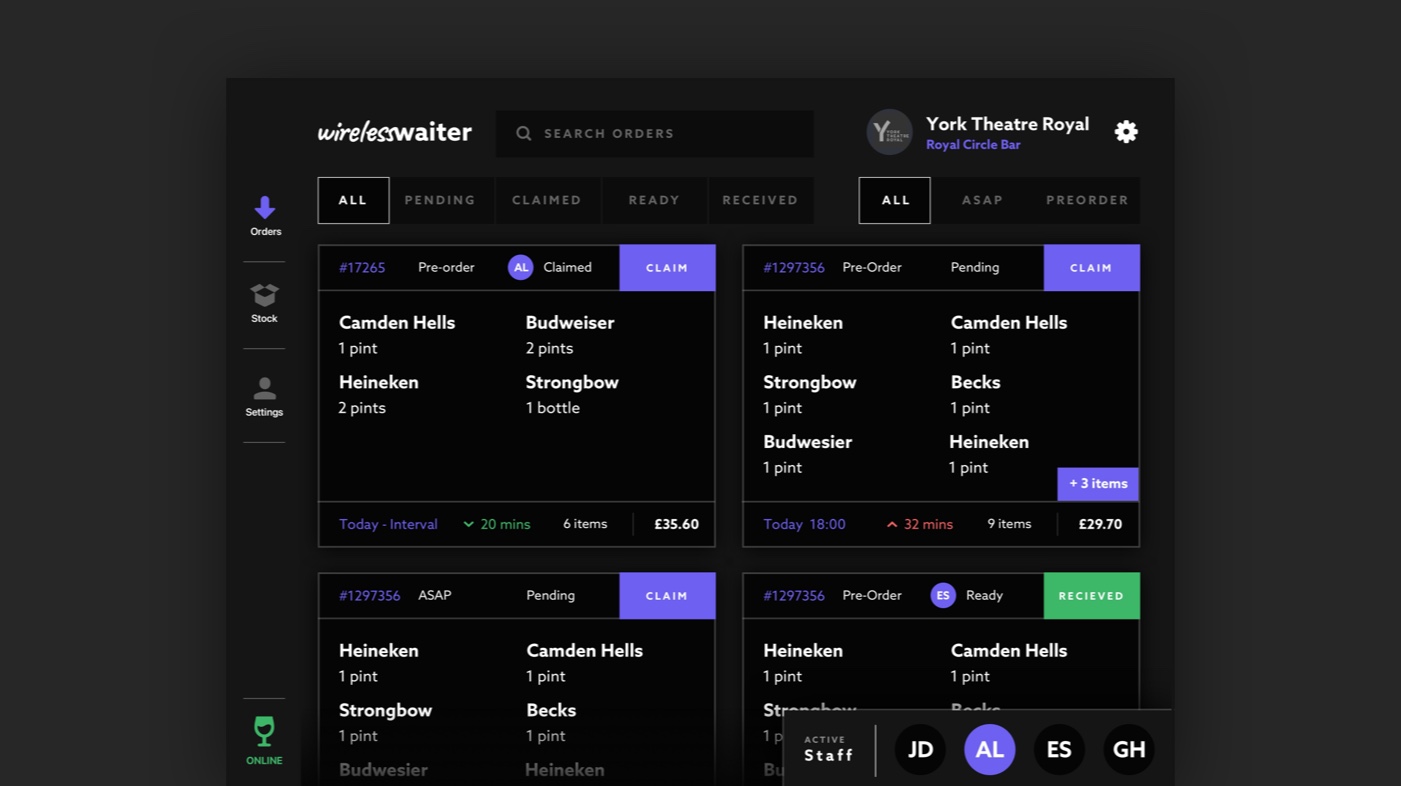 wirelesswaiter
SEARCH ORDERS
York Theatre Royal
Royal Circle Bar
YORK
THEATRE
ROYAL
ALL PENDING CLAIMED READY RECEIVED
ALL ASAP PREORDER
Orders
Stock
Settings
ONLINE
#17265 Pre-order AL Claimed CLAIM
Camden Hells Budweiser
1 pint 2 pints
Heineken Strongbow
2 pints 1 bottle
Today - Interval 20 mins 6 items £35.60
#1297356 Pre-Order Pending CLAIM
Heineken Camden Hells
1 pint 1 pint
Strongbow Becks
1 pint 1 pint
Budwesier Heineken
1 pint 1 pint
+ 3 items
Today 18:00 32 mins 9 items £29.70
#1297356 ASAP Pending CLAIM
Heineken Camden Hells
1 pint 1 pint
Strongbow Becks
1 pint 1 pint
Budwesier Heineken
#1297356 Pre-Order ES Ready RECIEVED
Heineken Camden Hells
1 pint 1 pint
Strongbow Becks
1 p
Bu
ACTIVE
Staff
JD AL ES GH